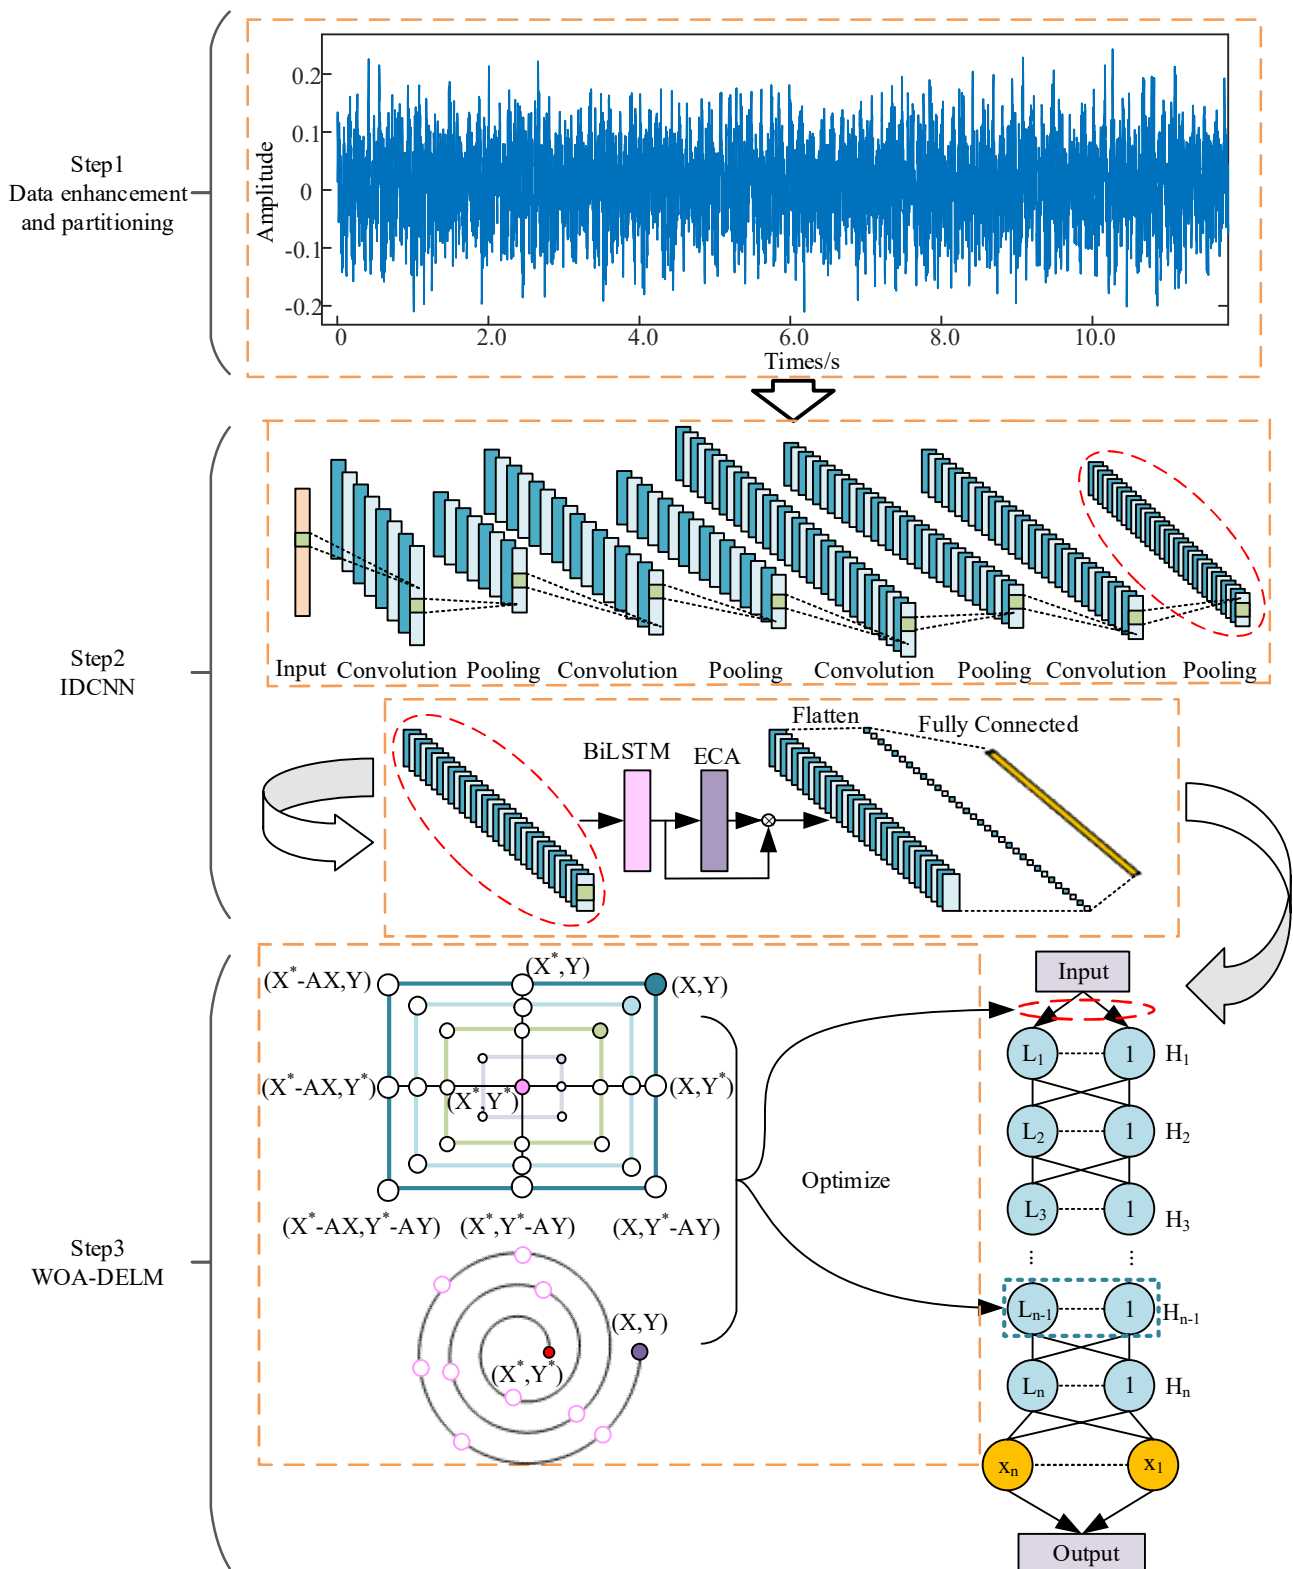 Step1
Data enhancement
and partitioning
Amplitude
0.2
0.1
0
-0.1
-0.2
0 2.0 4.0 6.0 8.0 10.0
Times/s
Step2
IDCNN
Input Convolution Pooling Convolution Pooling Convolution Pooling Convolution Pooling
BiLSTM ECA Flatten Fully Connected
Step3
WOA-DELM
(X*-AX,Y) (X*,Y) (X,Y)
(X*-AX,Y*) (X*,Y*) (X,Y*)
(X*-AX,Y*-AY) (X*,Y*-AY) (X,Y*-AY)
(X,Y)
(X*,Y*)
Optimize
Input
L1 1 H1
L2 1 H2
L3 1 H3
⋮ ⋮
Ln-1 1 Hn-1
Ln 1 Hn
xn x1
Output